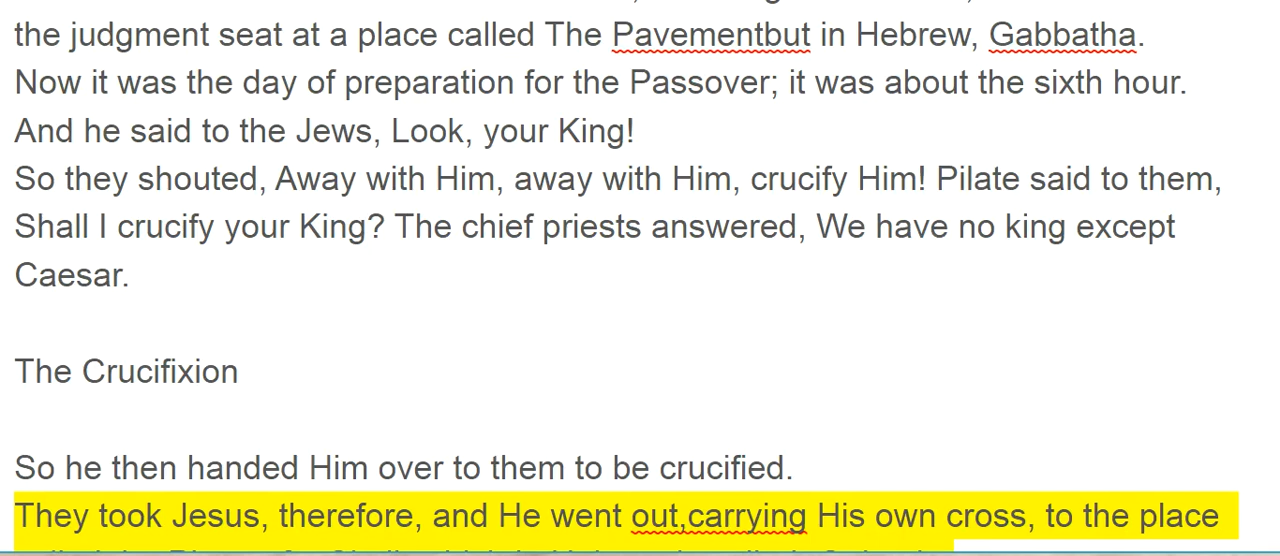 the judgment seat at a place called The Pavementbut in Hebrew, Gabbatha.
Now it was the day of preparation for the Passover; it was about the sixth hour.
And he said to the Jews, Look, your King!
So they shouted, Away with Him, away with Him, crucify Him! Pilate said to them,
Shall I crucify your King? The chief priests answered, We have no king except
Caesar.
The Crucifixion
So he then handed Him over to them to be crucified.
They took Jesus, therefore, and He went out,carrying His own cross, to the place